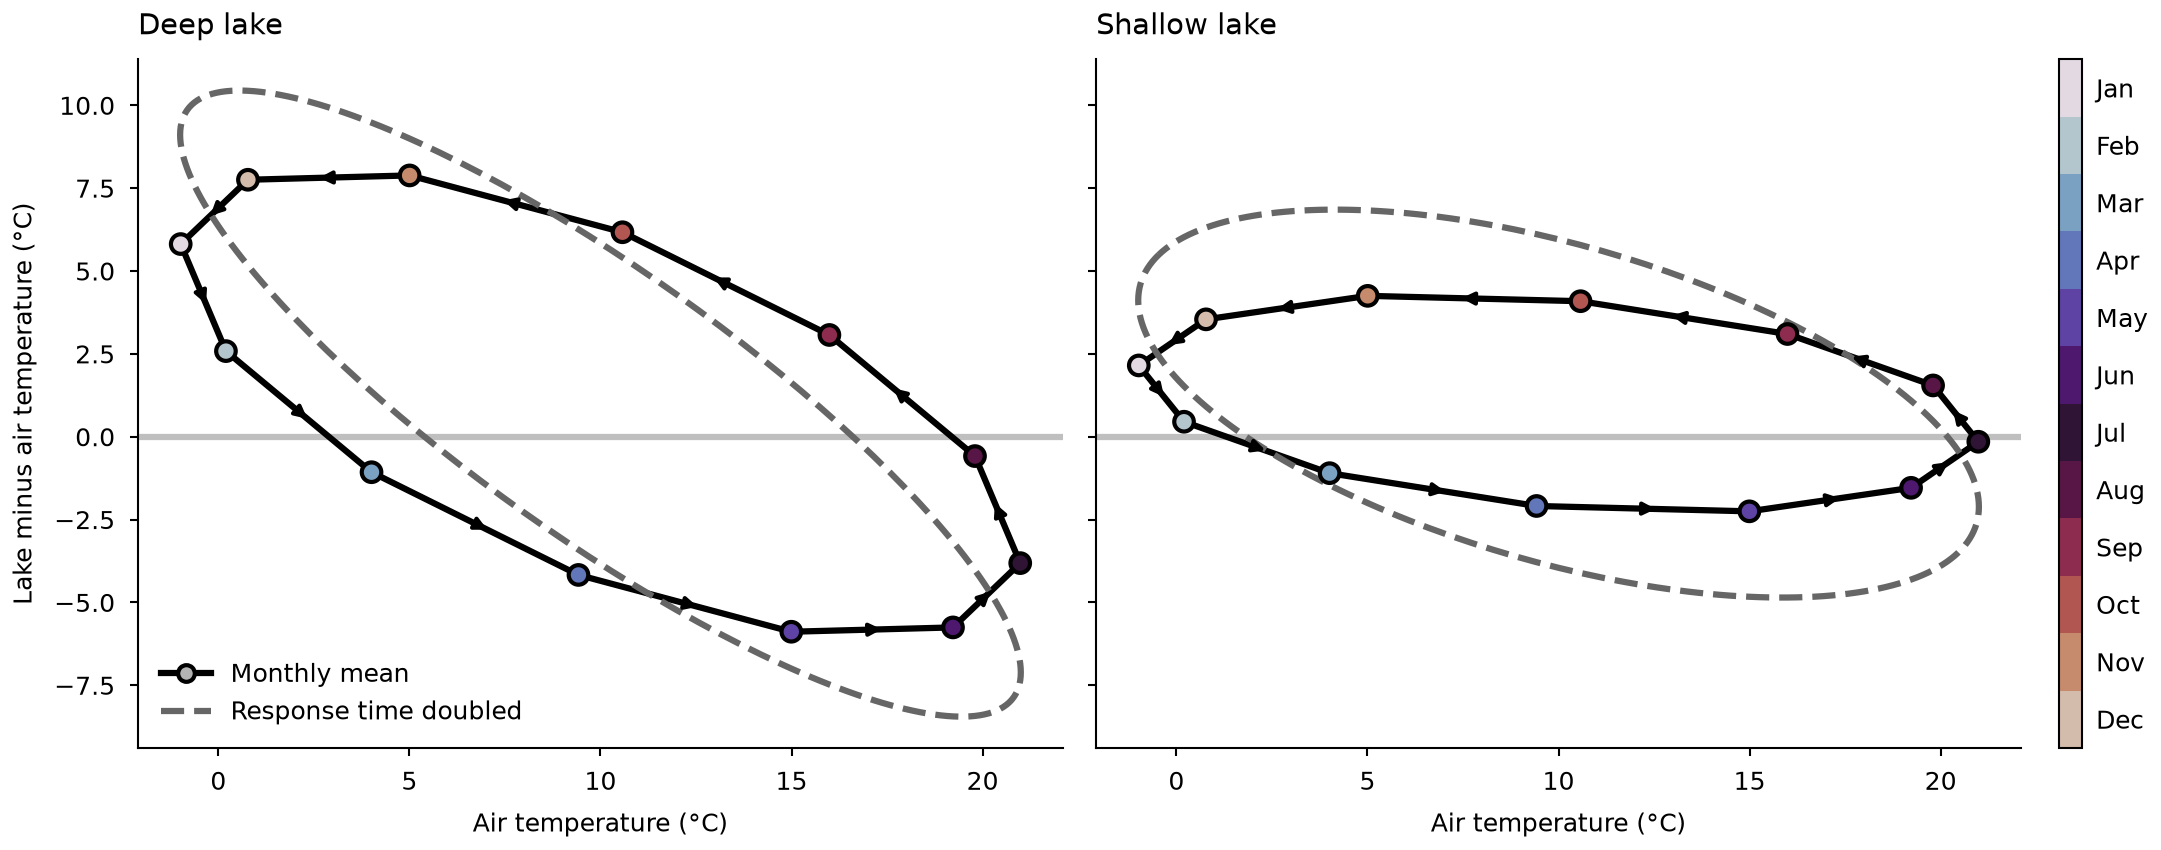 Deep lake
Shallow lake
Lake minus air temperature (°C)
10.0
7.5
5.0
2.5
0.0
−2.5
−5.0
−7.5
Monthly mean
Response time doubled
0 5 10 15 20
Air temperature (°C)
0 5 10 15 20
Air temperature (°C)
Jan
Feb
Mar
Apr
May
Jun
Jul
Aug
Sep
Oct
Nov
Dec